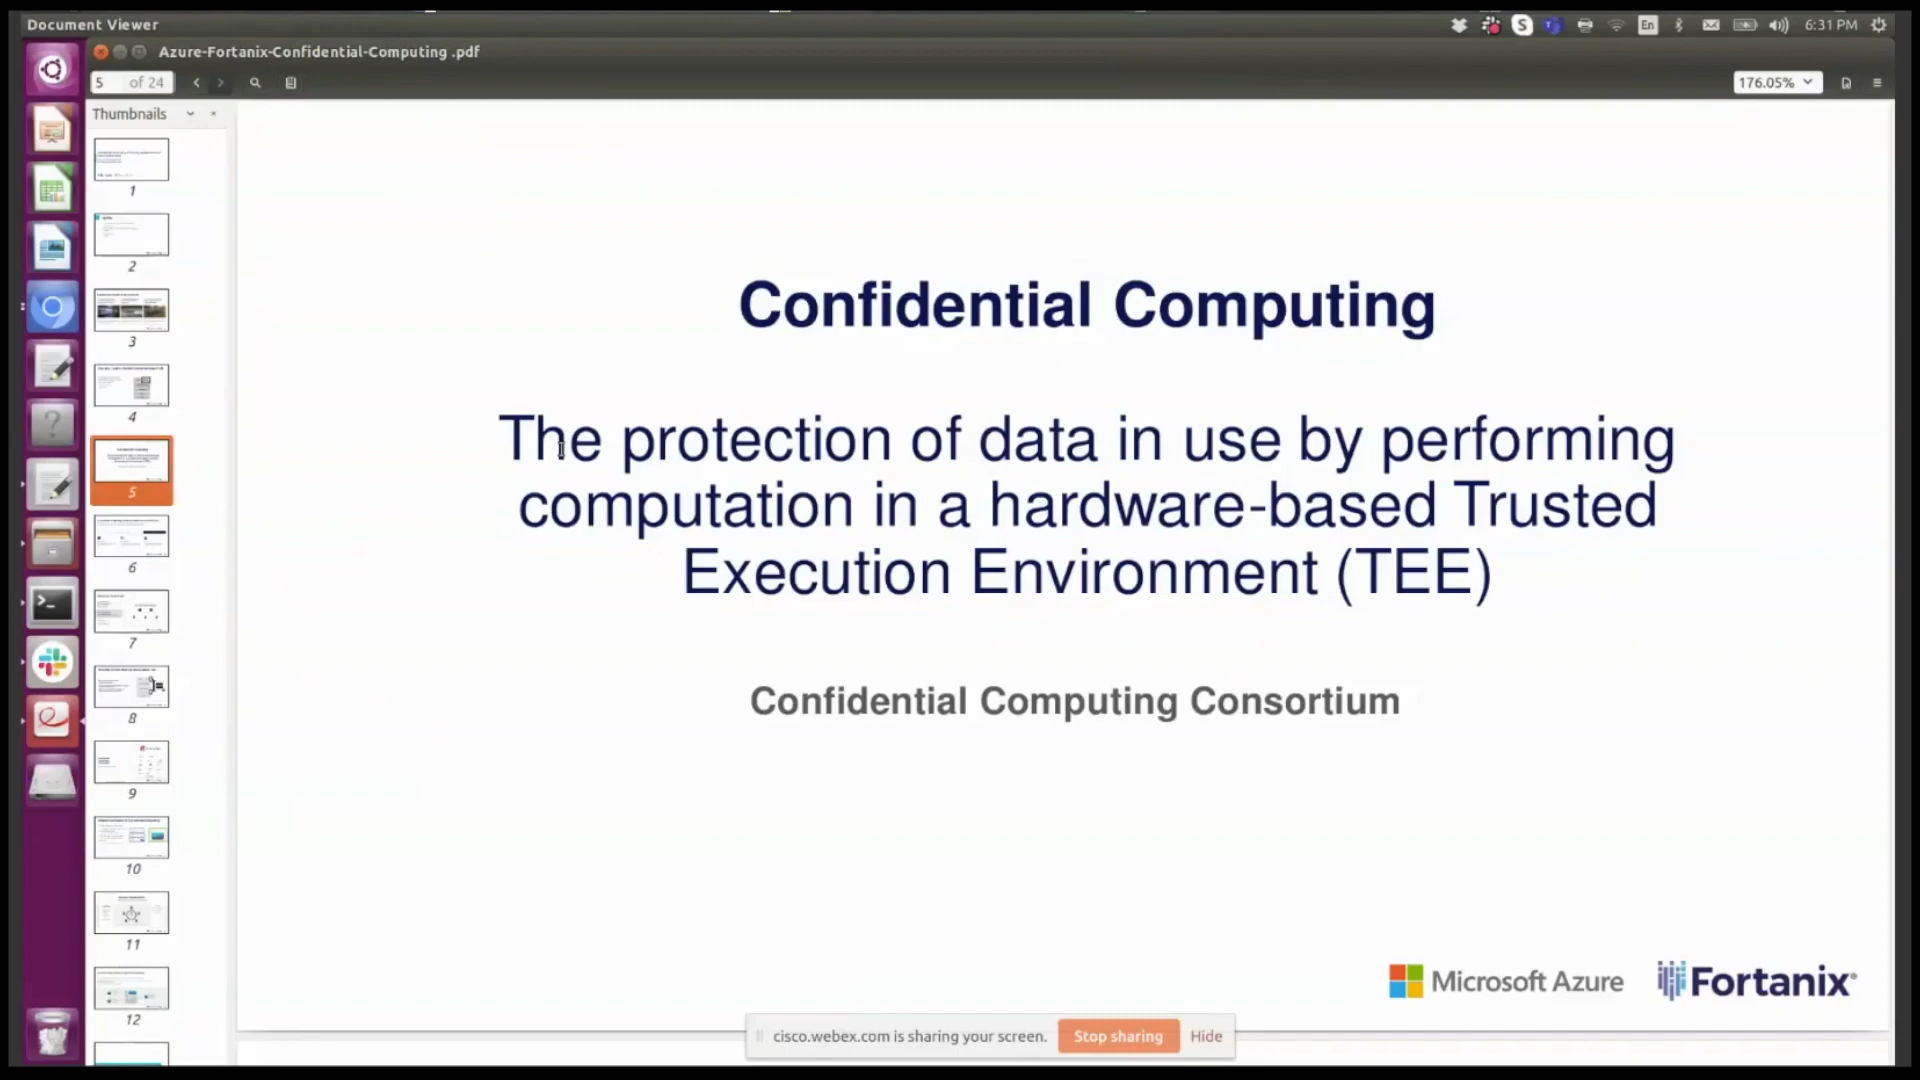 Document Viewer
En
6:31 PM
Azure-Fortanix-Confidential-Computing .pdf
5 of 24
176.05%
Thumbnails
1
2
3
4
5
6
7
8
9
10
11
12
Confidential Computing
The protection of data in use by performing
computation in a hardware-based Trusted
Execution Environment (TEE)
Confidential Computing Consortium
Microsoft Azure
Fortanix
cisco.webex.com is sharing your screen.
Stop sharing
Hide